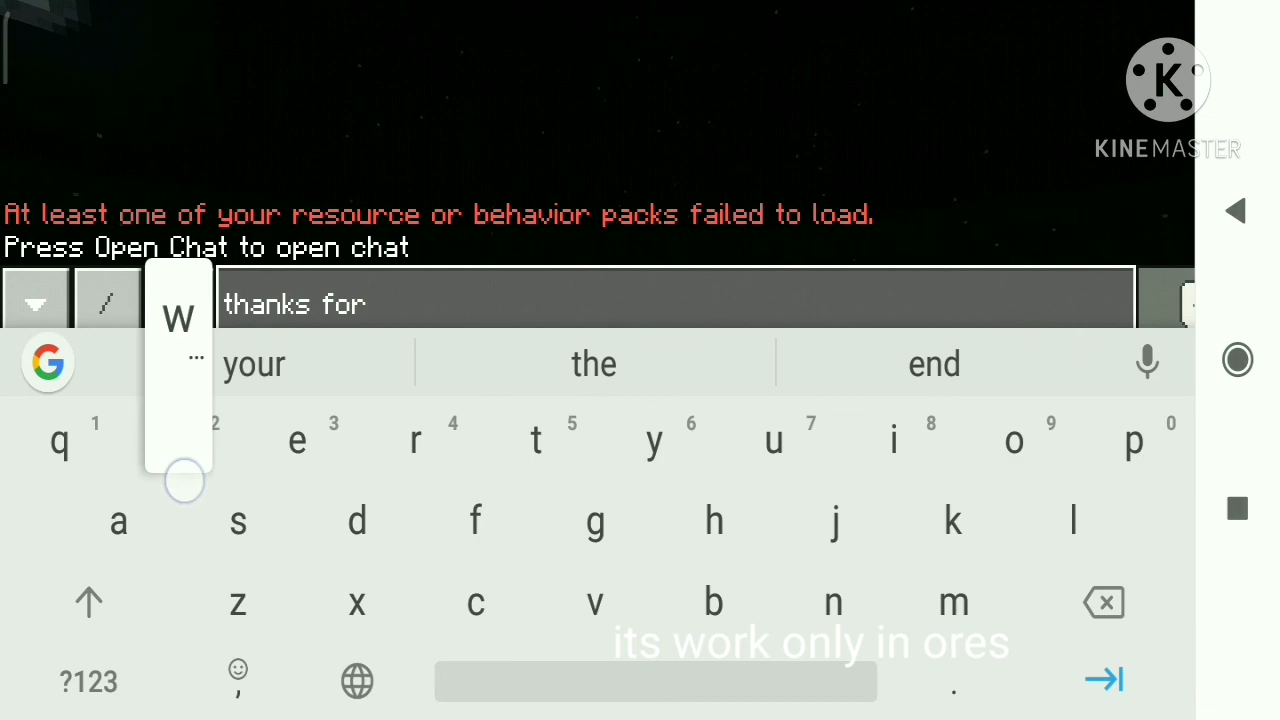 KINEMASTER
At least one of your resource or behavior packs failed to load.
Press Open Chat to open chat
/
W
thanks for
G your the end
q 1 2 e 3 r 4 t 5 y 6 u 7 i 8 o 9 p 0
a s d f g h j k l
z x c v b n m
its work only in ores
?123 , .